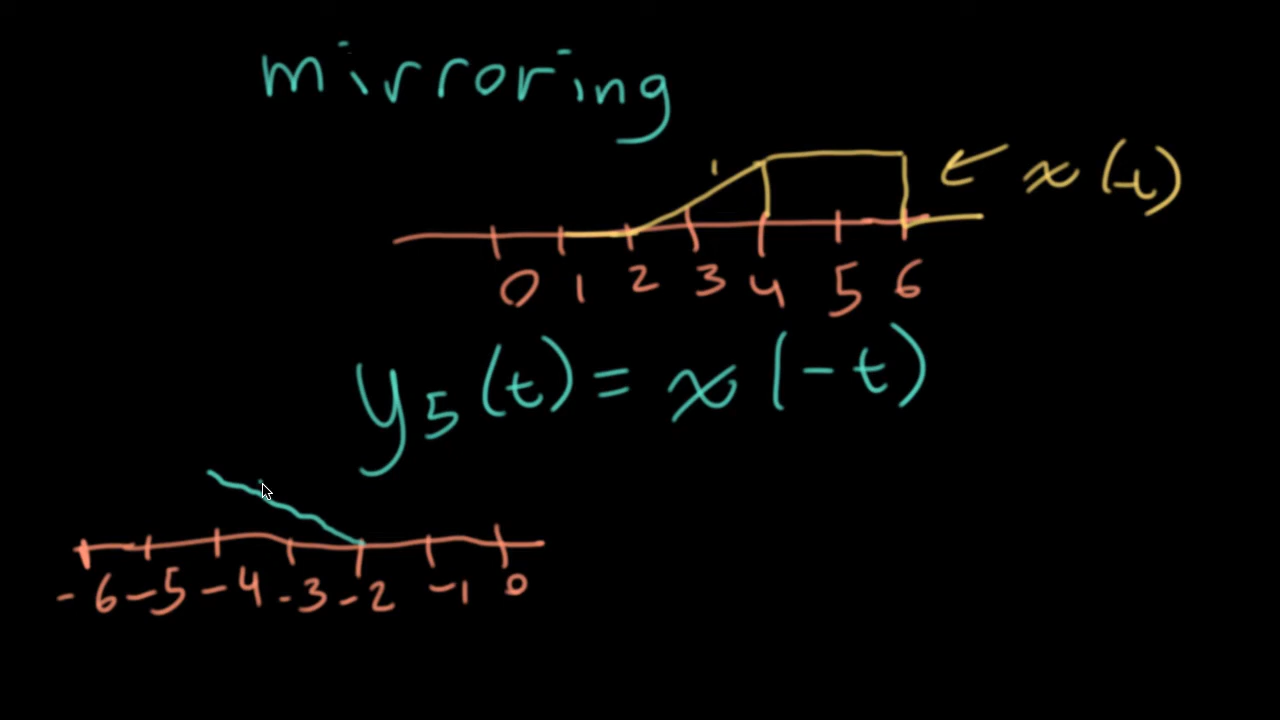 mirroring
x(t)
0 1 2 3 4 5 6
y5(t) = x(-t)
-6 -5 -4 -3 -2 -1 0